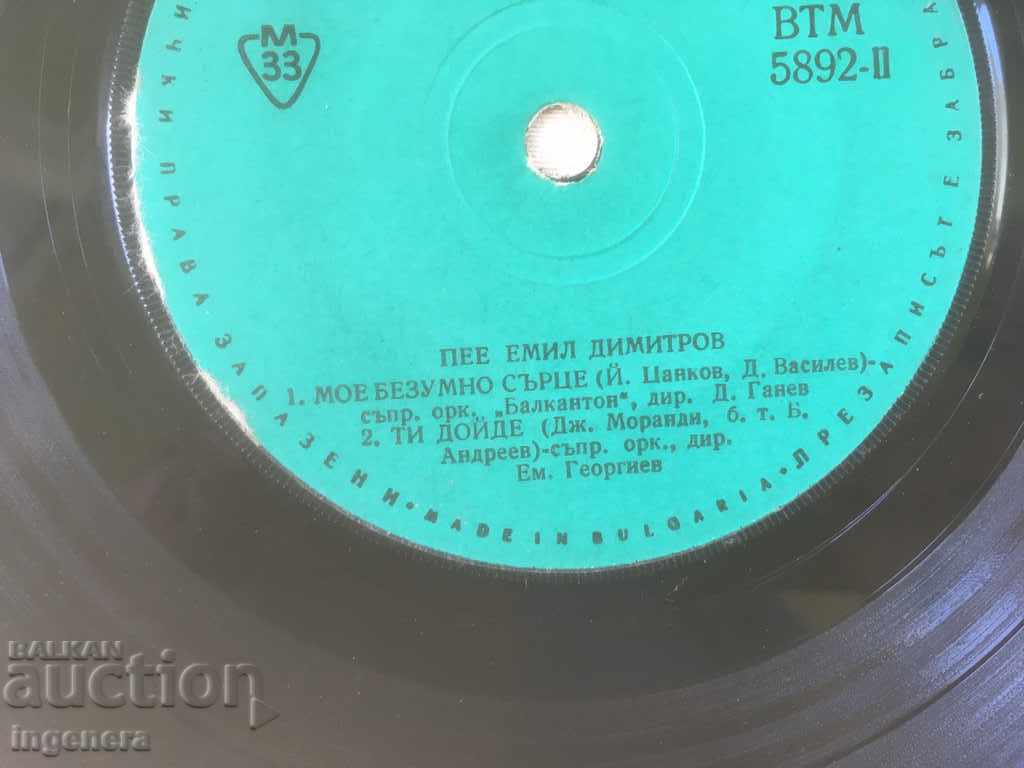 М
33
ВТМ
5892-II
ПЕЕ ЕМИЛ ДИМИТРОВ
1. МОЕ БЕЗУМНО СЪРЦЕ (Й. Цанков, Д. Василев)-
съпр. орк. „Балкантон", дир. Д. Ганев
2. ТИ ДОЙДЕ (Дж. Моранди, б. т. Б.
Андреев)-съпр. орк., дир.
Ем. Георгиев
ЧКИ ПРАВА ЗАПАЗЕНИ • MADE IN BULGARIA • ПРЕЗАПИСЪТ Е ЗАБРА
BALKAN
auction
ingenera